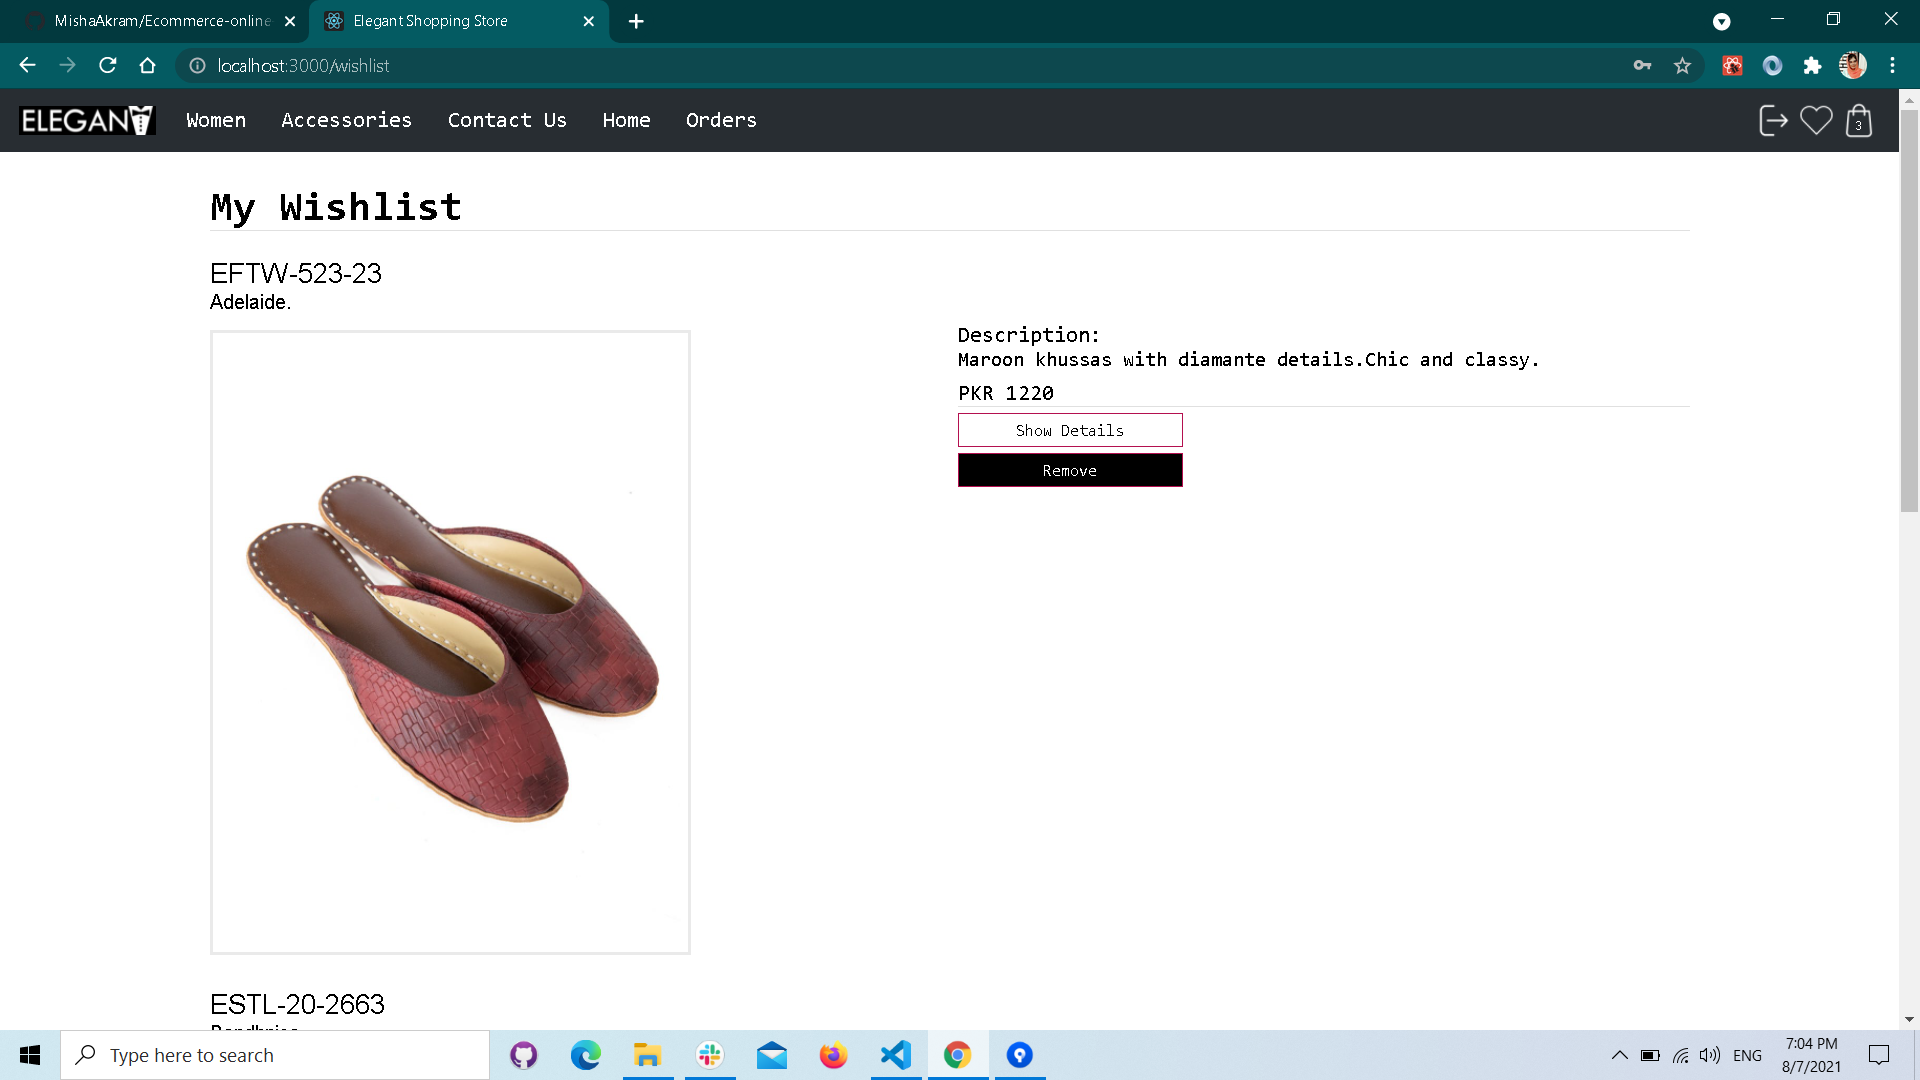 MishaAkram/Ecommerce-online
Elegant Shopping Store
localhost:3000/wishlist
ELEGANT
Women
Accessories
Contact Us
Home
Orders
3
My Wishlist
EFTW-523-23
Adelaide.
Description:
Maroon khussas with diamante details.Chic and classy.
PKR 1220
Show Details
Remove
ESTL-20-2663
Type here to search
ENG
7:04 PM
8/7/2021